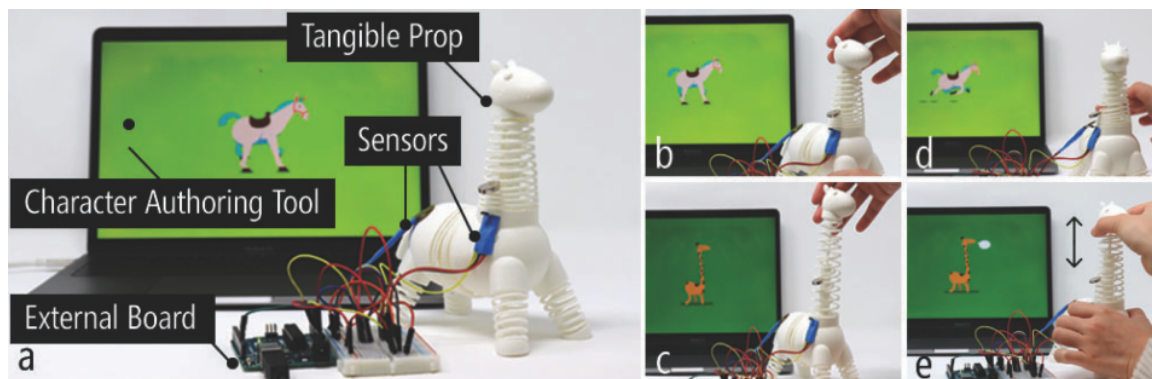 Tangible Prop
Sensors
Character Authoring Tool
External Board
a
b
d
c
e